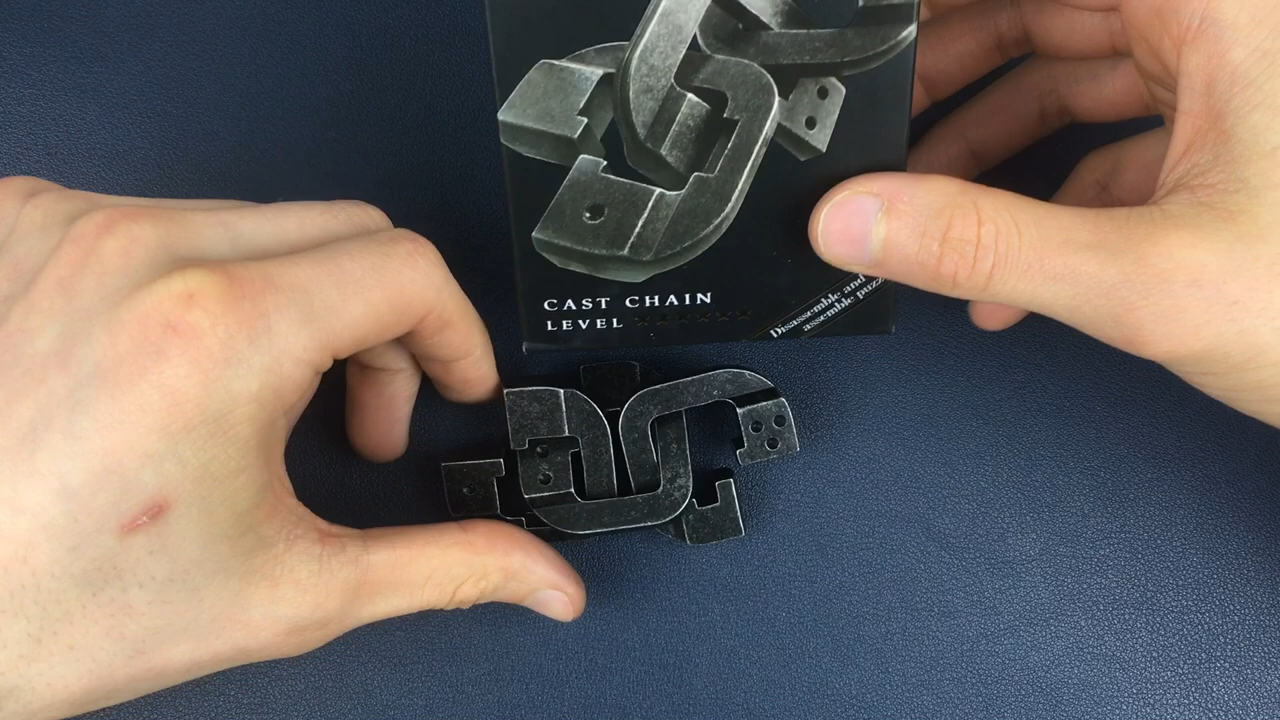 CAST CHAIN
LEVEL ★★★★★★
Disassemble and
assemble puzz